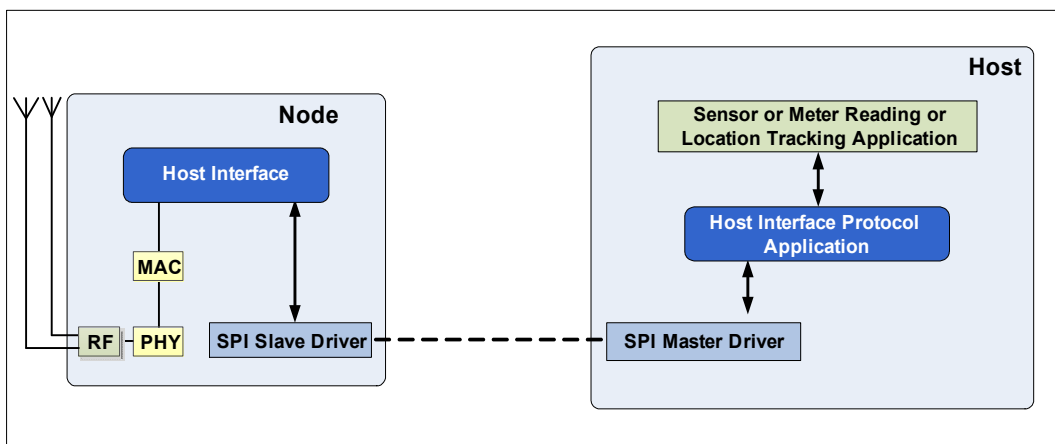 Node
Host Interface
MAC
RF
PHY
SPI Slave Driver
Host
Sensor or Meter Reading or
Location Tracking Application
Host Interface Protocol
Application
SPI Master Driver